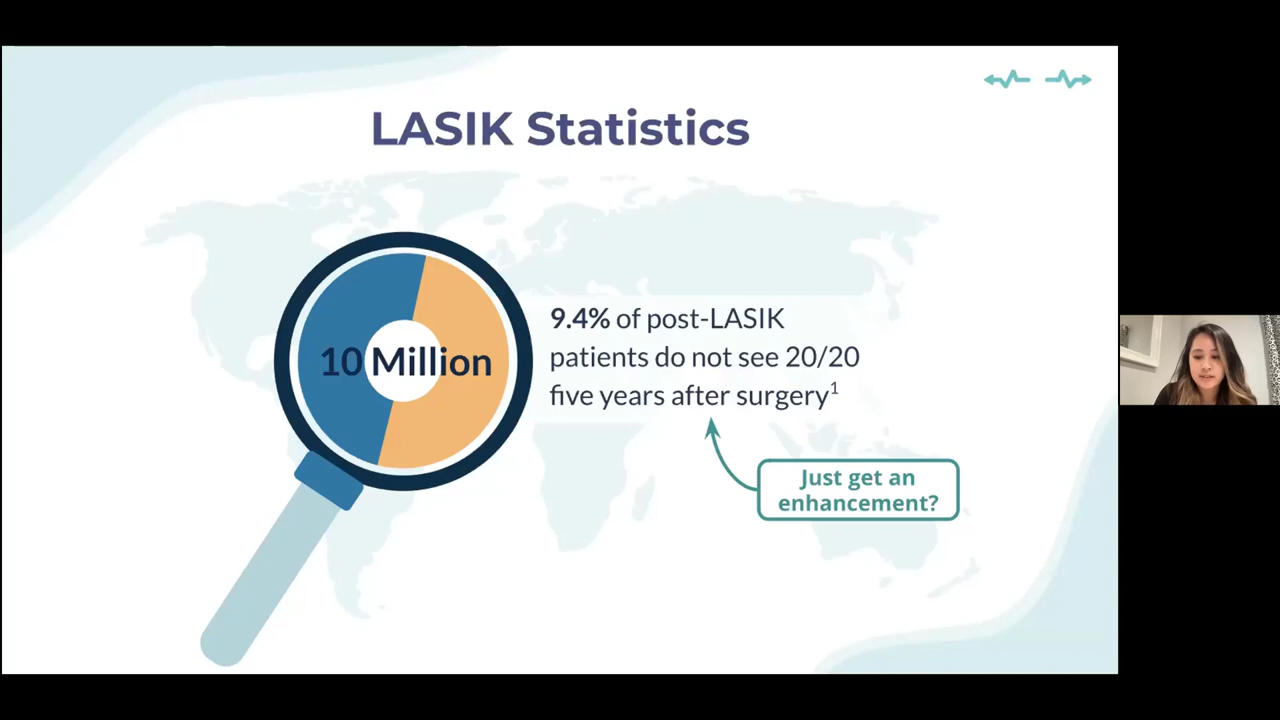 LASIK Statistics
10 Million
9.4% of post-LASIK
patients do not see 20/20
five years after surgery¹
Just get an
enhancement?